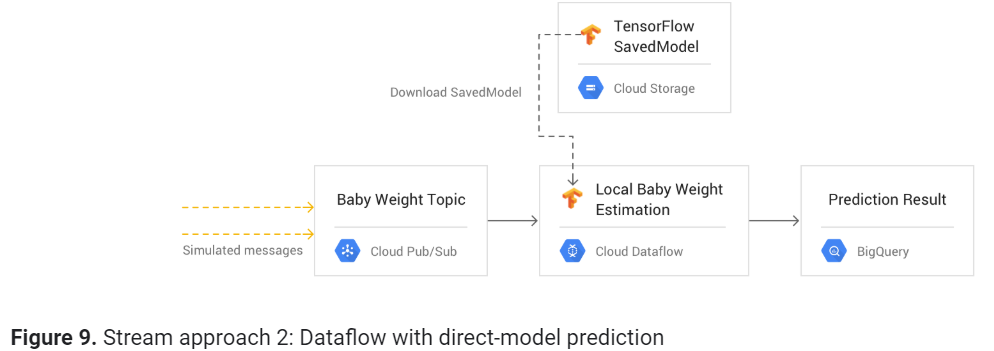 TensorFlow
SavedModel
Cloud Storage
Download SavedModel
Simulated messages
Baby Weight Topic
Cloud Pub/Sub
Local Baby Weight
Estimation
Cloud Dataflow
Prediction Result
BigQuery
Figure 9. Stream approach 2: Dataflow with direct-model prediction